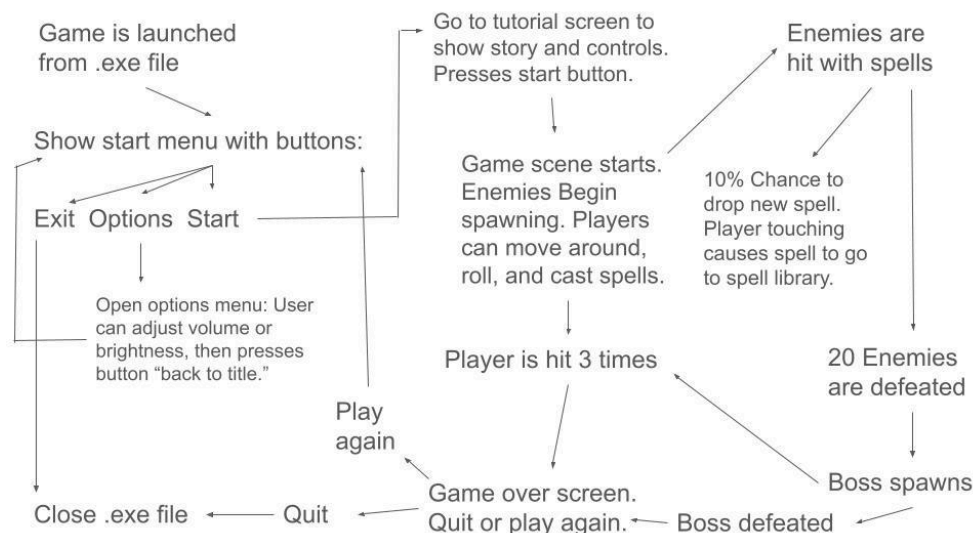 Game is launched
from .exe file
Show start menu with buttons:
Exit Options Start
Open options menu: User
can adjust volume or
brightness, then presses
button “back to title.”
Go to tutorial screen to
show story and controls.
Presses start button.
Game scene starts.
Enemies Begin
spawning. Players
can move around,
roll, and cast spells.
Enemies are
hit with spells
10% Chance to
drop new spell.
Player touching
causes spell to go
to spell library.
Player is hit 3 times
20 Enemies
are defeated
Boss spawns
Boss defeated
Game over screen.
Quit or play again.
Play
again
Quit
Close .exe file